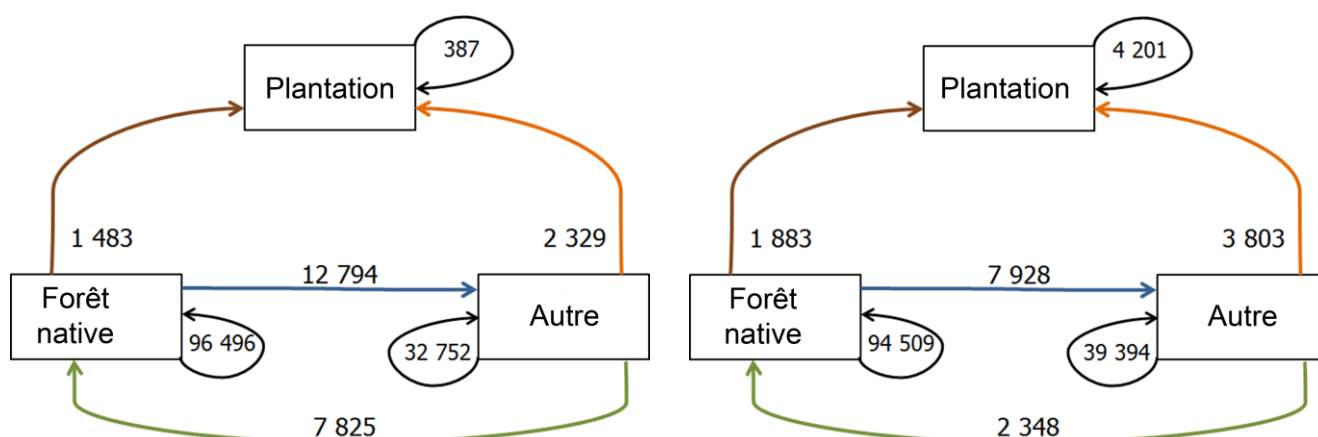 387
Plantation
1 483
2 329
12 794
Forêt
native
Autre
96 496
32 752
7 825
4 201
Plantation
1 883
3 803
7 928
Forêt
native
Autre
94 509
39 394
2 348